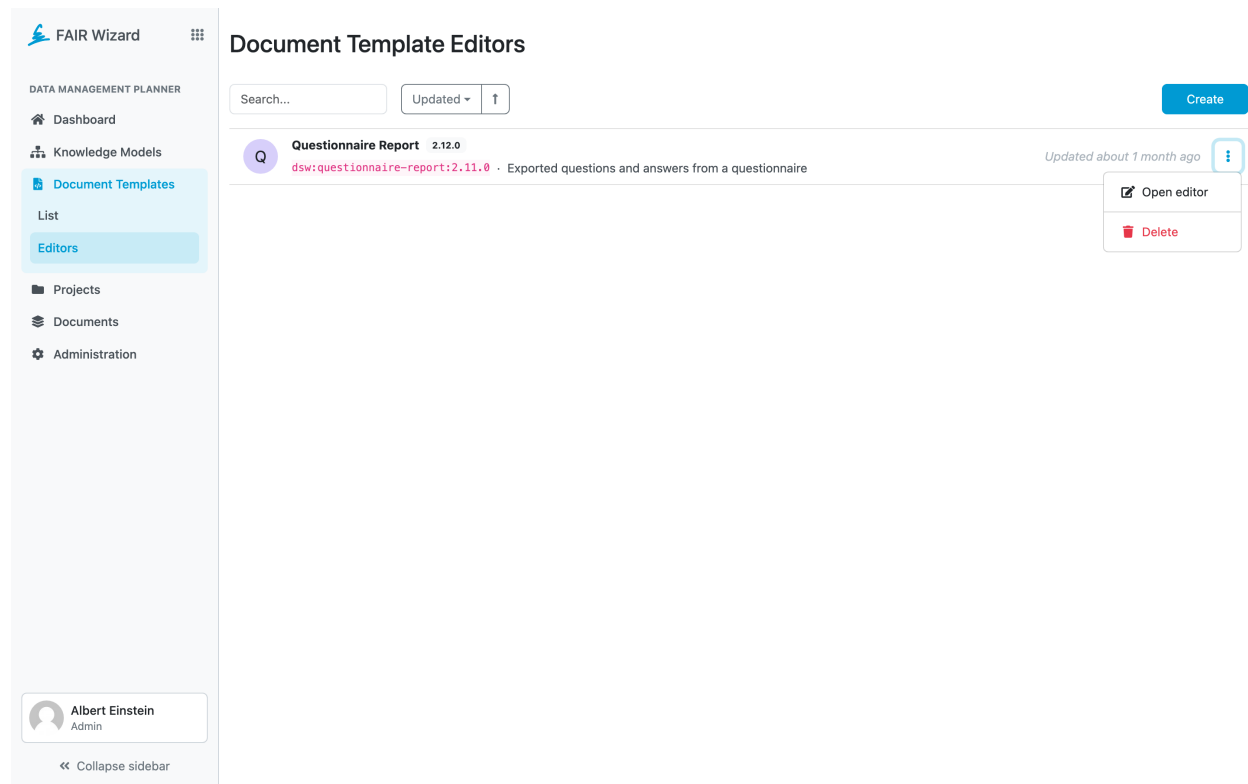 FAIR Wizard
DATA MANAGEMENT PLANNER
Dashboard
Knowledge Models
Document Templates
List
Editors
Projects
Documents
Administration
Albert Einstein
Admin
Collapse sidebar
Document Template Editors
Search...
Updated
Create
Q
Questionnaire Report 2.12.0
dsw:questionnaire-report:2.11.0 · Exported questions and answers from a questionnaire
Updated about 1 month ago
Open editor
Delete